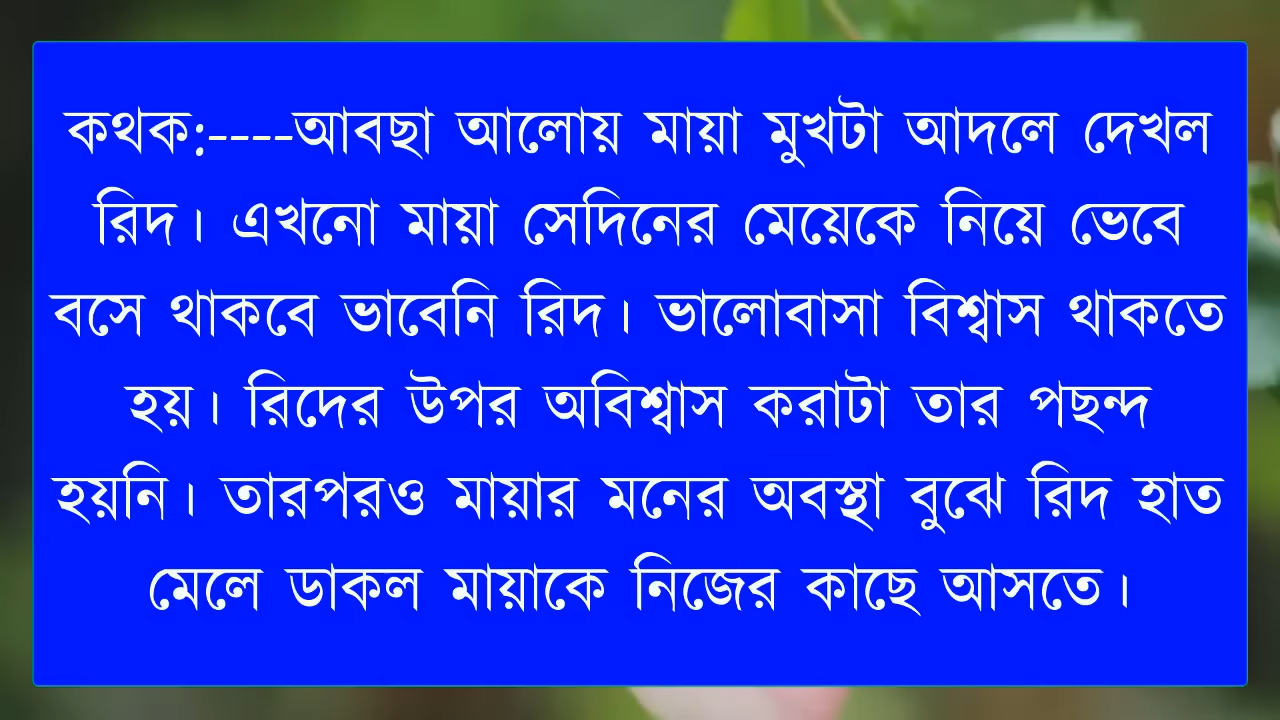 কথক:----আবছা আলোয় মায়া মুখটা আদলে দেখল
রিদ। এখনো মায়া সেদিনের মেয়েকে নিয়ে ভেবে
বসে থাকবে ভাবেনি রিদ। ভালোবাসা বিশ্বাস থাকতে
হয়। রিদের উপর অবিশ্বাস করাটা তার পছন্দ
হয়নি। তারপরও মায়ার মনের অবস্থা বুঝে রিদ হাত
মেলে ডাকল মায়াকে নিজের কাছে আসতে।